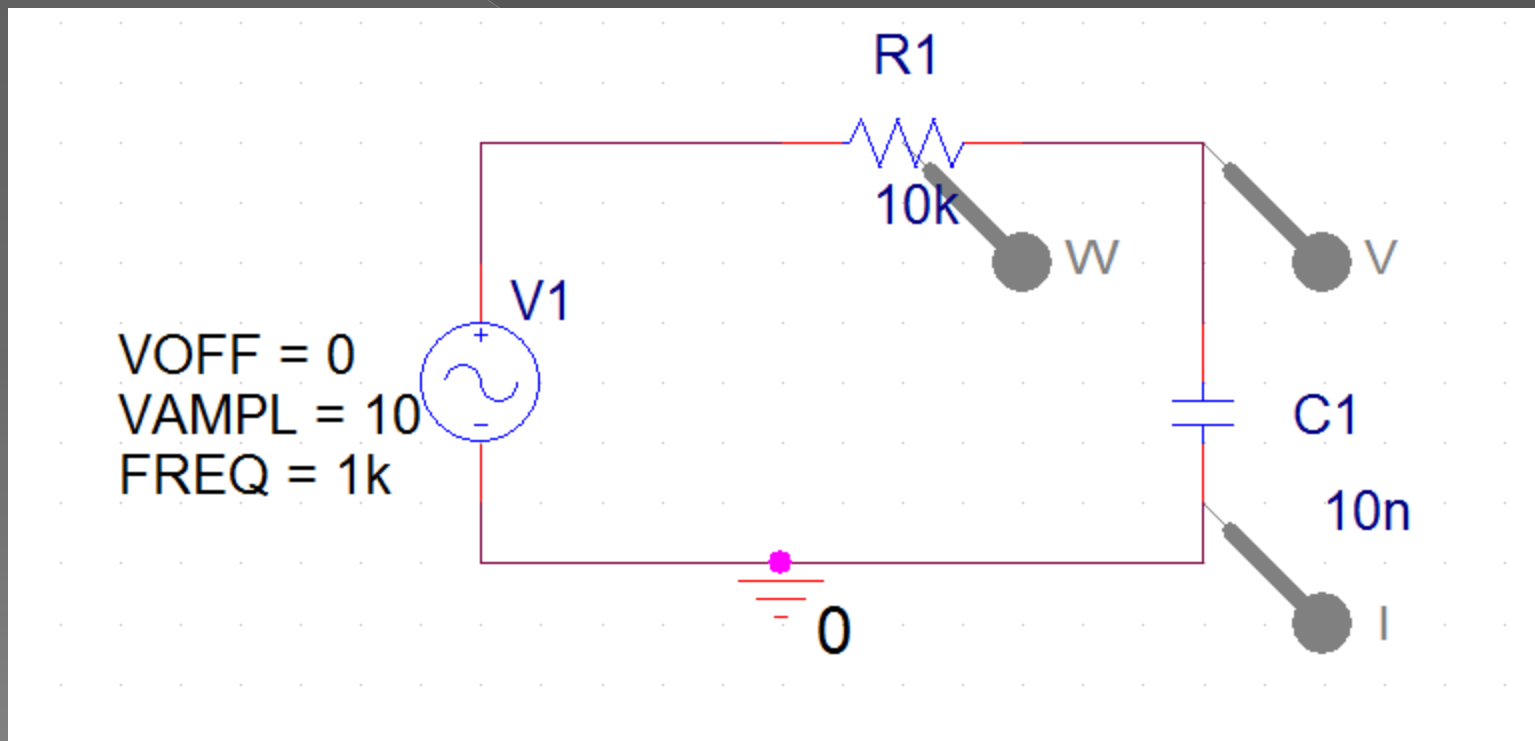 R1
10k
W
V
V1
VOFF = 0
VAMPL = 10
FREQ = 1k
+
-
C1
10n
0
I